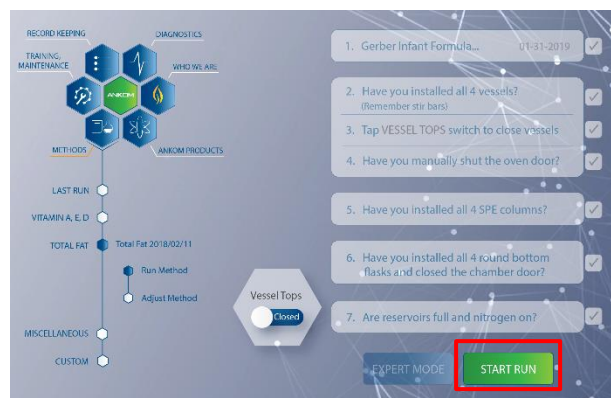 RECORD KEEPING
DIAGNOSTICS
TRAINING,
MAINTENANCE
WHO WE ARE
ANKOM
METHODS
ANKOM PRODUCTS
LAST RUN
VITAMIN A, E, D
TOTAL FAT
Total Fat 2018/02/11
Run Method
Adjust Method
MISCELLANEOUS
CUSTOM
Vessel Tops
Closed
1. Gerber Infant Formula... 01-31-2019
2. Have you installed all 4 vessels?
(Remember stir bars)
3. Tap VESSEL TOPS switch to close vessels
4. Have you manually shut the oven door?
5. Have you installed all 4 SPE columns?
6. Have you installed all 4 round bottom
flasks and closed the chamber door?
7. Are reservoirs full and nitrogen on?
EXPERT MODE
START RUN